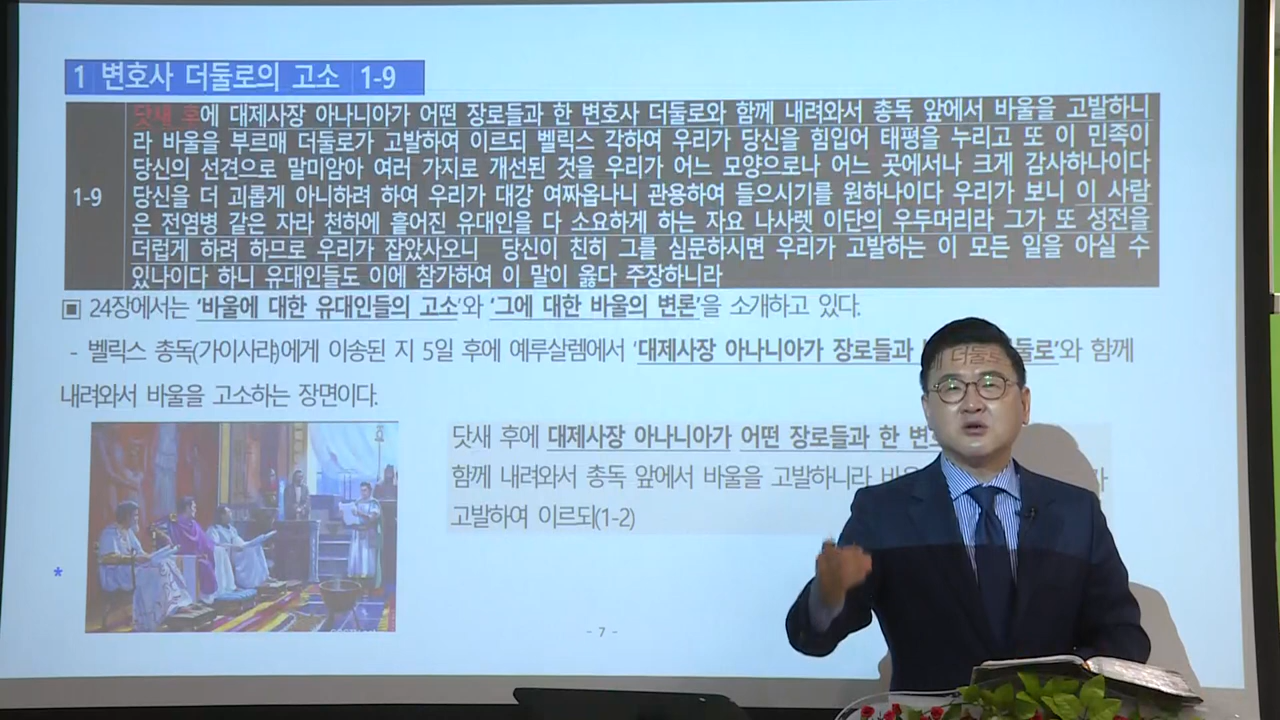 1 변호사 더둘로의 고소 1-9
닷새 후에 대제사장 아나니아가 어떤 장로들과 한 변호사 더둘로와 함께 내려와서 총독 앞에서 바울을 고발하니
라 바울을 부르매 더둘로가 고발하여 이르되 벨릭스 각하여 우리가 당신을 힘입어 태평을 누리고 또 이 민족이
당신의 선견으로 말미암아 여러 가지로 개선된 것을 우리가 어느 모양으로나 어느 곳에서나 크게 감사하나이다
1-9 당신을 더 괴롭게 아니하려 하여 우리가 대강 여짜옵나니 관용하여 들으시기를 원하나이다 우리가 보니 이 사람
은 전염병 같은 자라 천하에 흩어진 유대인을 다 소요하게 하는 자요 나사렛 이단의 우두머리라 그가 또 성전을
더럽게 하려 하므로 우리가 잡았사오니 당신이 친히 그를 심문하시면 우리가 고발하는 이 모든 일을 아실 수
있나이다 하니 유대인들도 이에 참가하여 이 말이 옳다 주장하니라
▣ 24장에서는 '바울에 대한 유대인들의 고소'와 '그에 대한 바울의 변론'을 소개하고 있다.
- 벨릭스 총독(가이사랴)에게 이송된 지 5일 후에 예루살렘에서 '대제사장 아나니아가 장로들과 더둘로'와 함께
내려와서 바울을 고소하는 장면이다.
닷새 후에 대제사장 아나니아가 어떤 장로들과 한
함께 내려와서 총독 앞에서 바울을 고발하니라
고발하여 이르되(1-2)
*
- 7 -